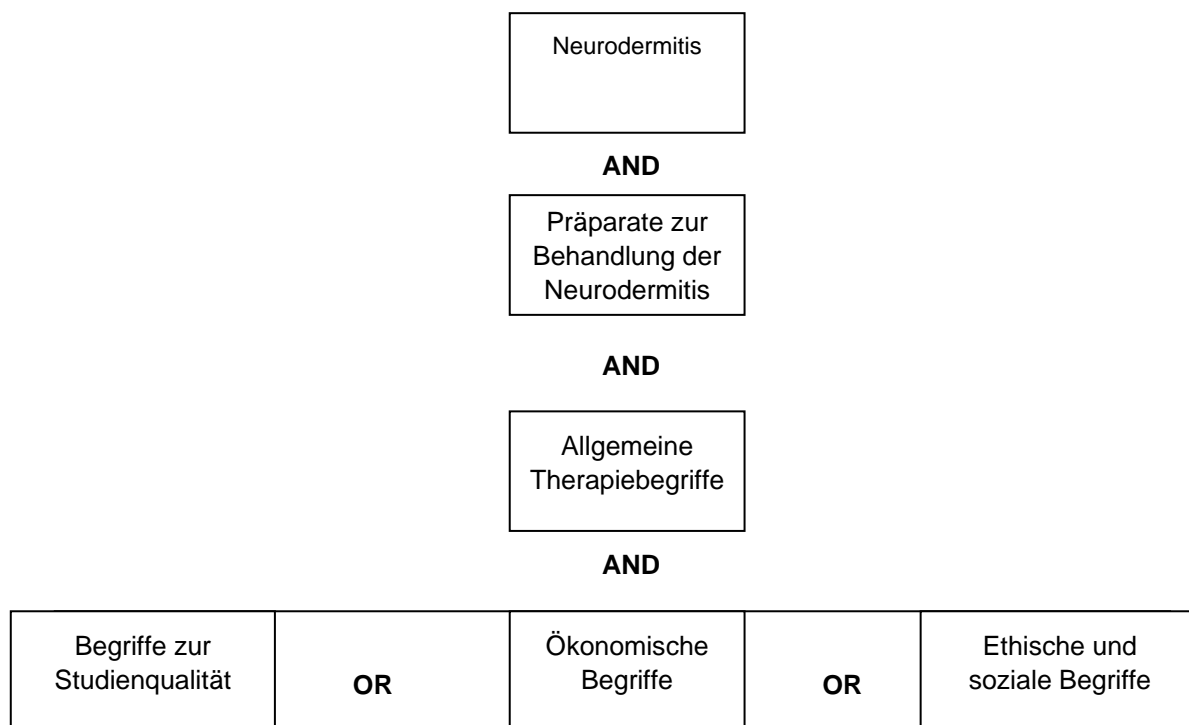 Neurodermitis
AND
Präparate zur
Behandlung der
Neurodermitis
AND
Allgemeine
Therapiebegriffe
AND
Begriffe zur
Studienqualität
OR
Ökonomische
Begriffe
OR
Ethische und
soziale Begriffe